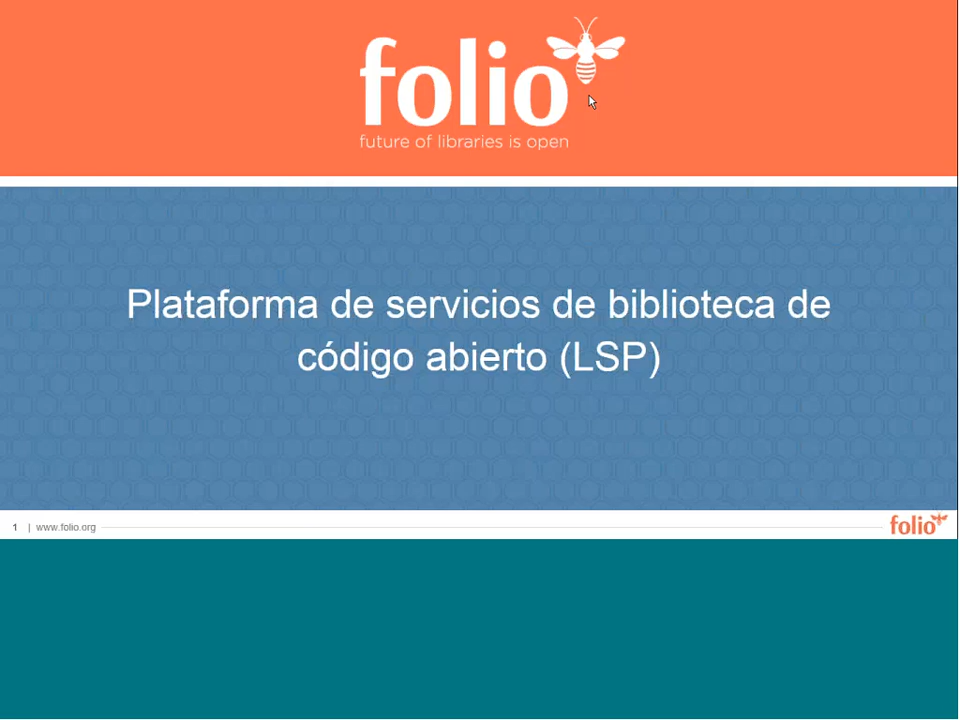 folio
future of libraries is open
Plataforma de servicios de biblioteca de
código abierto (LSP)
1 | www.folio.org
folio